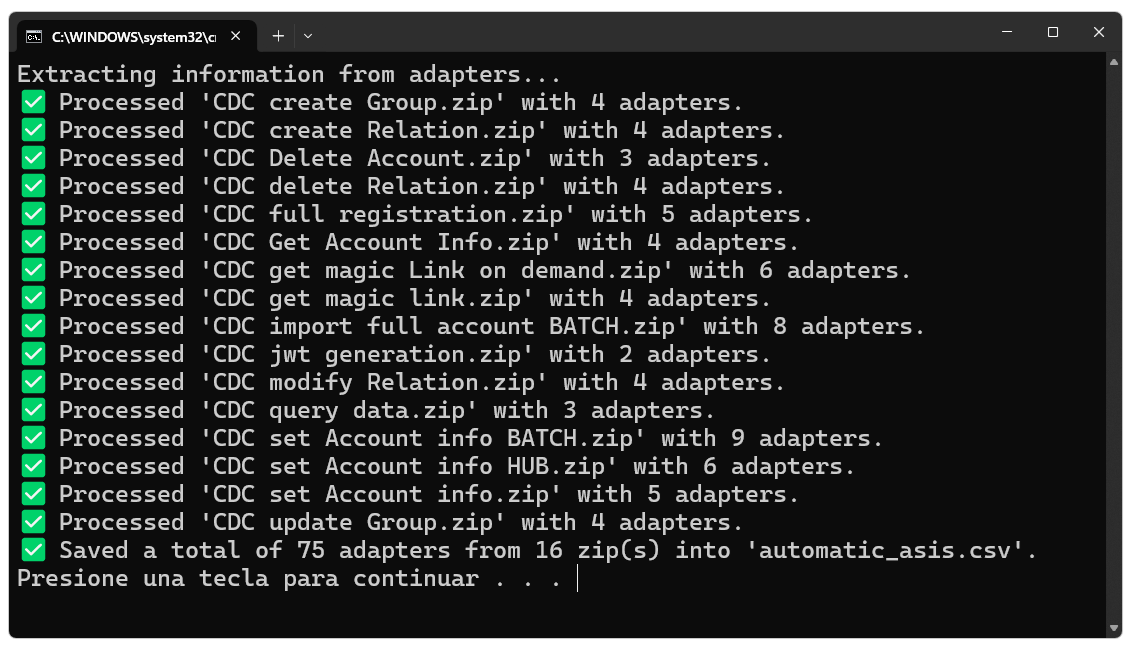 C:\WINDOWS\system32\c
Extracting information from adapters...
✅ Processed 'CDC create Group.zip' with 4 adapters.
✅ Processed 'CDC create Relation.zip' with 4 adapters.
✅ Processed 'CDC Delete Account.zip' with 3 adapters.
✅ Processed 'CDC delete Relation.zip' with 4 adapters.
✅ Processed 'CDC full registration.zip' with 5 adapters.
✅ Processed 'CDC Get Account Info.zip' with 4 adapters.
✅ Processed 'CDC get magic Link on demand.zip' with 6 adapters.
✅ Processed 'CDC get magic link.zip' with 4 adapters.
✅ Processed 'CDC import full account BATCH.zip' with 8 adapters.
✅ Processed 'CDC jwt generation.zip' with 2 adapters.
✅ Processed 'CDC modify Relation.zip' with 4 adapters.
✅ Processed 'CDC query data.zip' with 3 adapters.
✅ Processed 'CDC set Account info BATCH.zip' with 9 adapters.
✅ Processed 'CDC set Account info HUB.zip' with 6 adapters.
✅ Processed 'CDC set Account info.zip' with 5 adapters.
✅ Processed 'CDC update Group.zip' with 4 adapters.
✅ Saved a total of 75 adapters from 16 zip(s) into 'automatic_asis.csv'.
Presione una tecla para continuar . . .